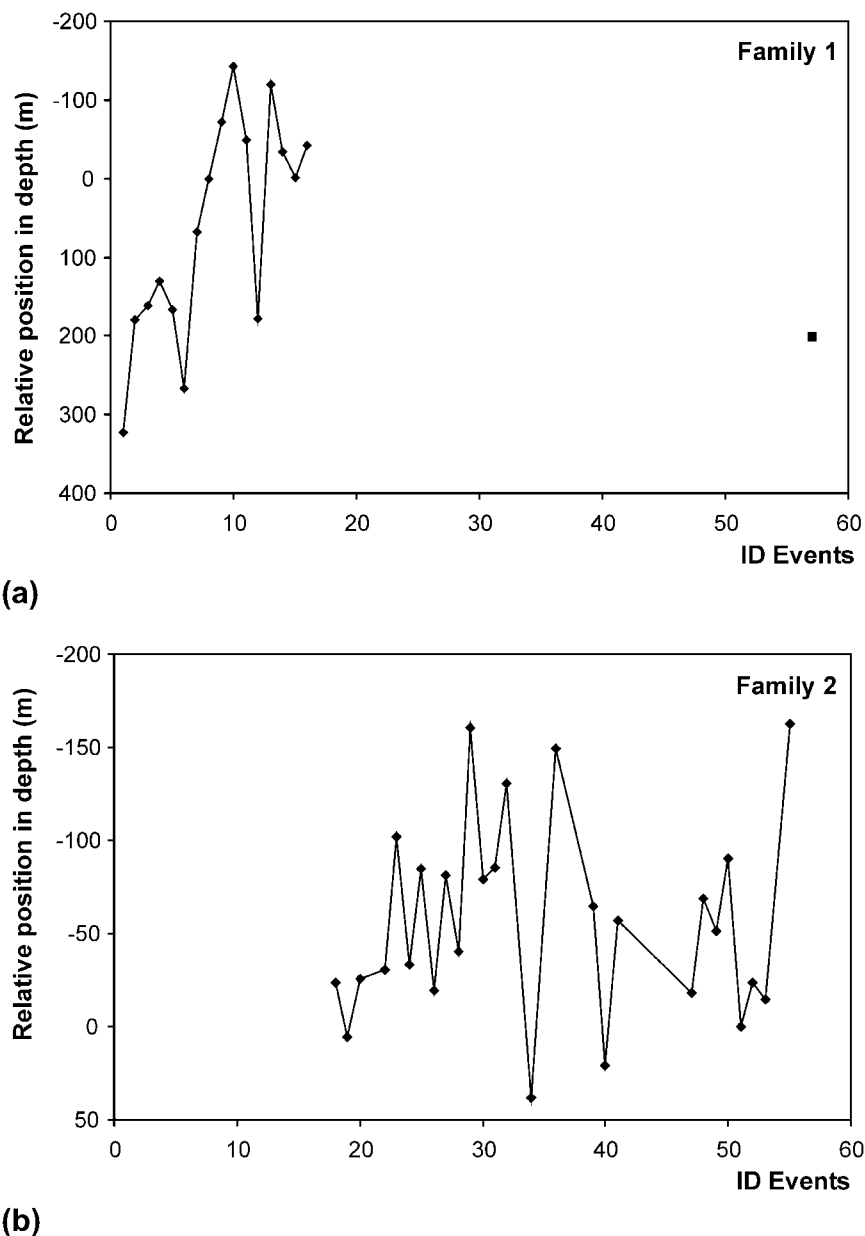 -200
Family 1
-100
0
100
200
300
400
0 10 20 30 40 50 60
Relative position in depth (m)
ID Events
(a)
-200
Family 2
-150
-100
-50
0
50
0 10 20 30 40 50 60
Relative position in depth (m)
ID Events
(b)